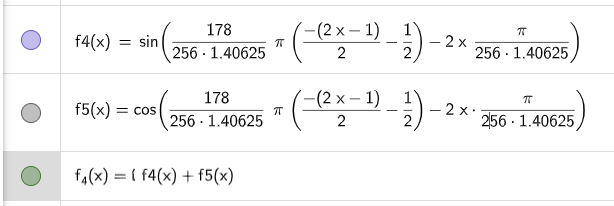 f4(x) = sin(178/(256 · 1.40625) π (−(2 x − 1)/2 − 1/2) − 2 x π/(256 · 1.40625))
f5(x) = cos(178/(256 · 1.40625) π (−(2 x − 1)/2 − 1/2) − 2 x · π/(256 · 1.40625))
f₄(x) = ( f4(x) + f5(x)